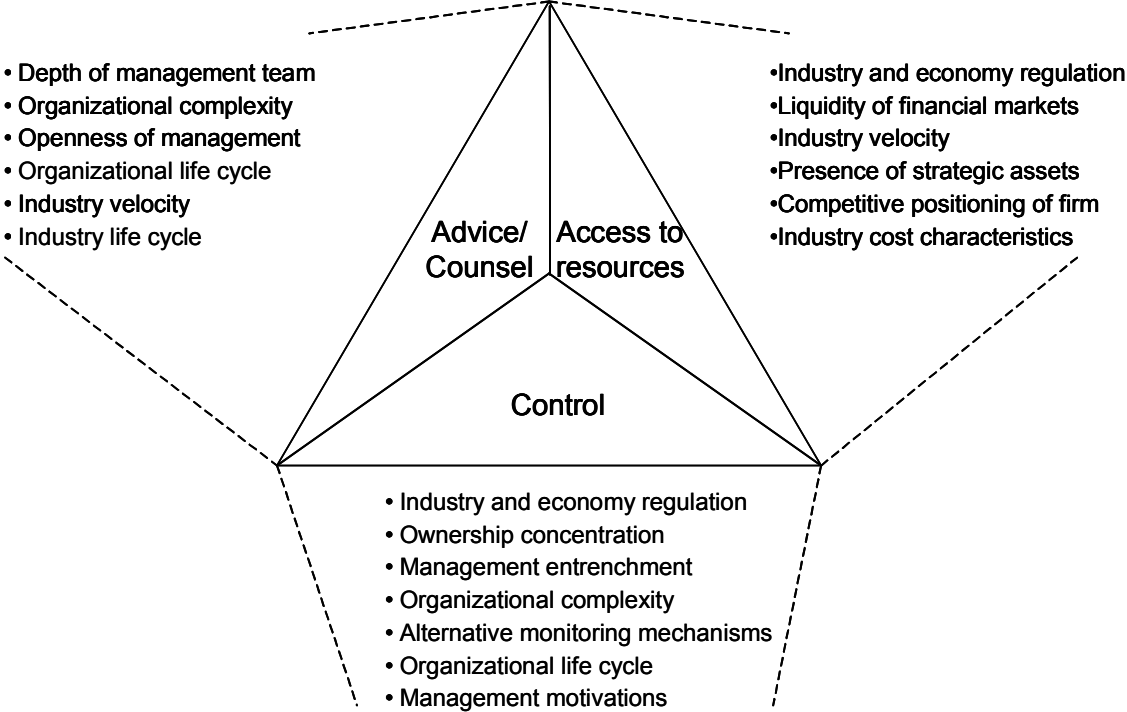 • Depth of management team
• Organizational complexity
• Openness of management
• Organizational life cycle
• Industry velocity
• Industry life cycle
•Industry and economy regulation
•Liquidity of financial markets
•Industry velocity
•Presence of strategic assets
•Competitive positioning of firm
•Industry cost characteristics
Advice/
Counsel
Access to
resources
Control
• Industry and economy regulation
• Ownership concentration
• Management entrenchment
• Organizational complexity
• Alternative monitoring mechanisms
• Organizational life cycle
• Management motivations